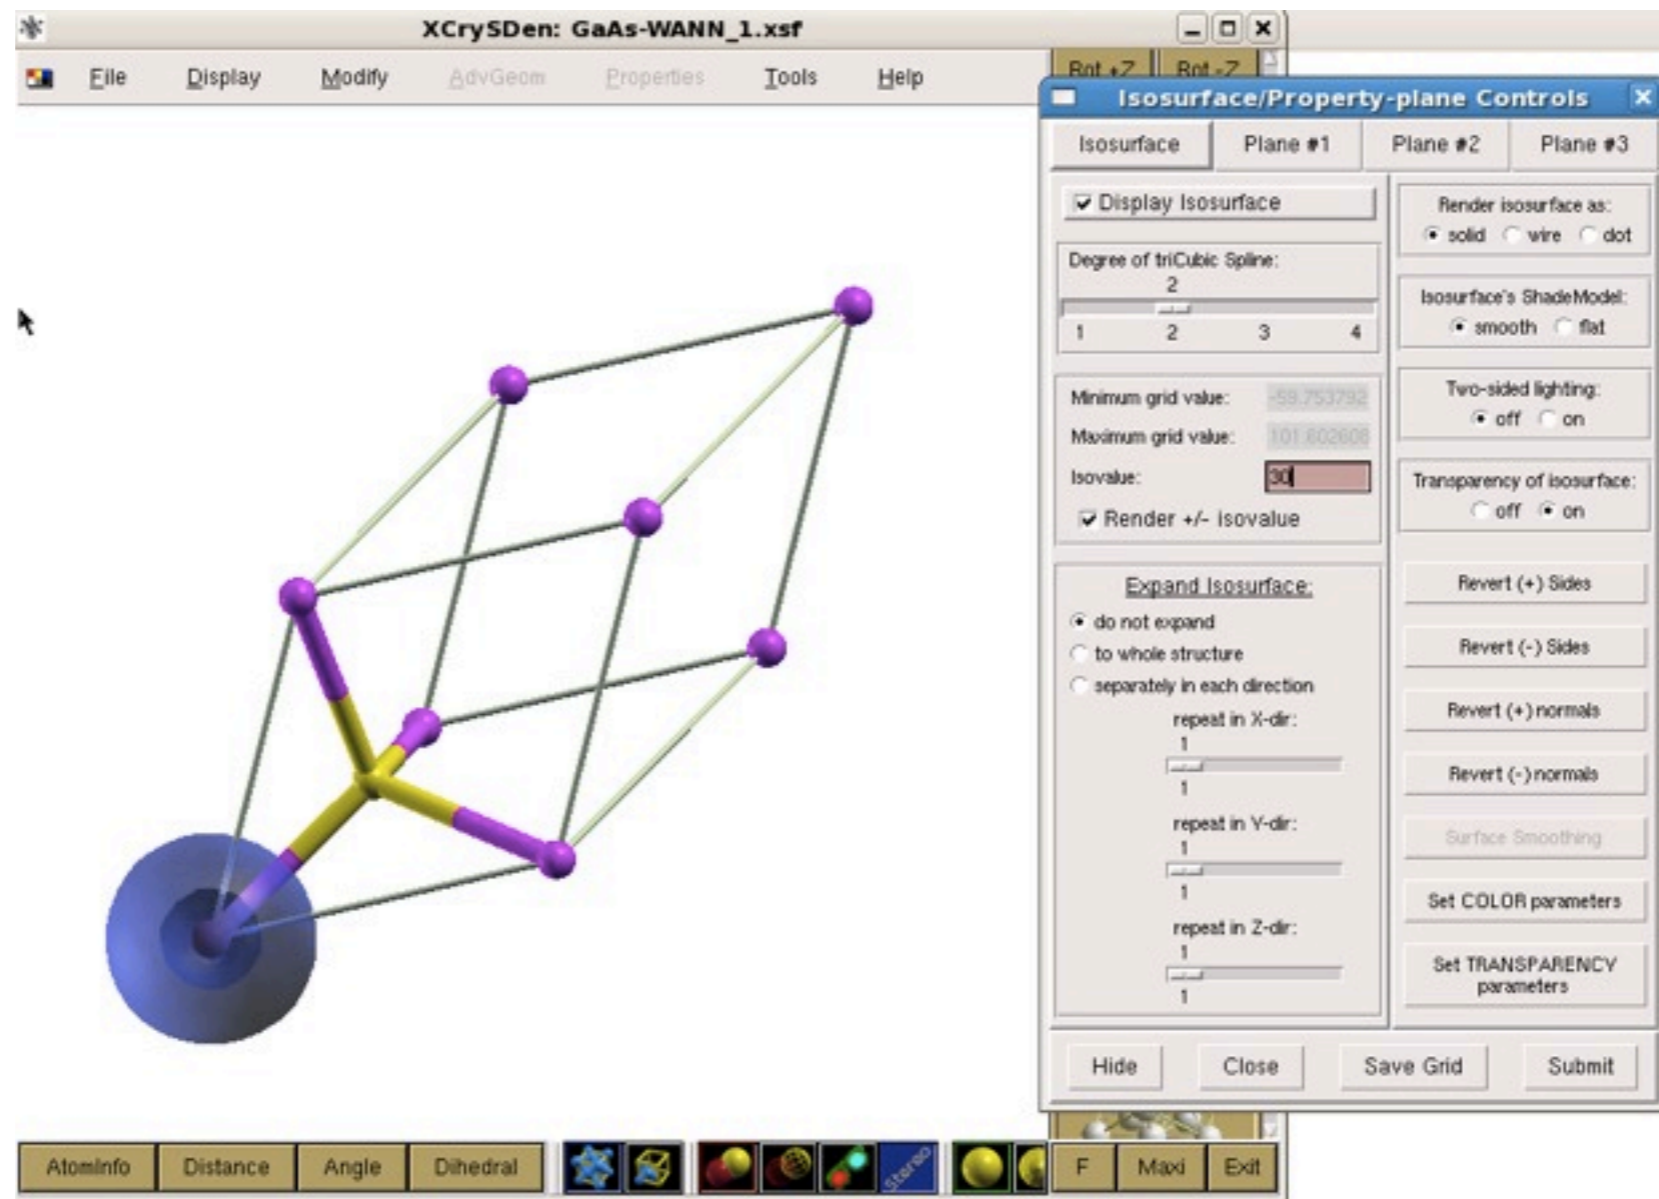 XCrySDen: GaAs-WANN_1.xsf
File Display Modify AdvGeom Properties Tools Help
Rot +Z Rot -Z
Isosurface/Property-plane Controls
Isosurface Plane #1 Plane #2 Plane #3
Display Isosurface
Degree of triCubic Spline:
2
1 2 3 4
Minimum grid value: -59.753792
Maximum grid value: 101.602608
Isovalue: 30
Render +/- isovalue
Expand Isosurface:
do not expand
to whole structure
separately in each direction
repeat in X-dir:
1
1
repeat in Y-dir:
1
1
repeat in Z-dir:
1
1
Render isosurface as:
solid wire dot
Isosurface's ShadeModel:
smooth flat
Two-sided lighting:
off on
Transparency of isosurface:
off on
Revert (+) Sides
Revert (-) Sides
Revert (+) normals
Revert (-) normals
Surface Smoothing
Set COLOR parameters
Set TRANSPARENCY
parameters
Hide Close Save Grid Submit
AtomInfo Distance Angle Dihedral Stereo F Maxi Exit